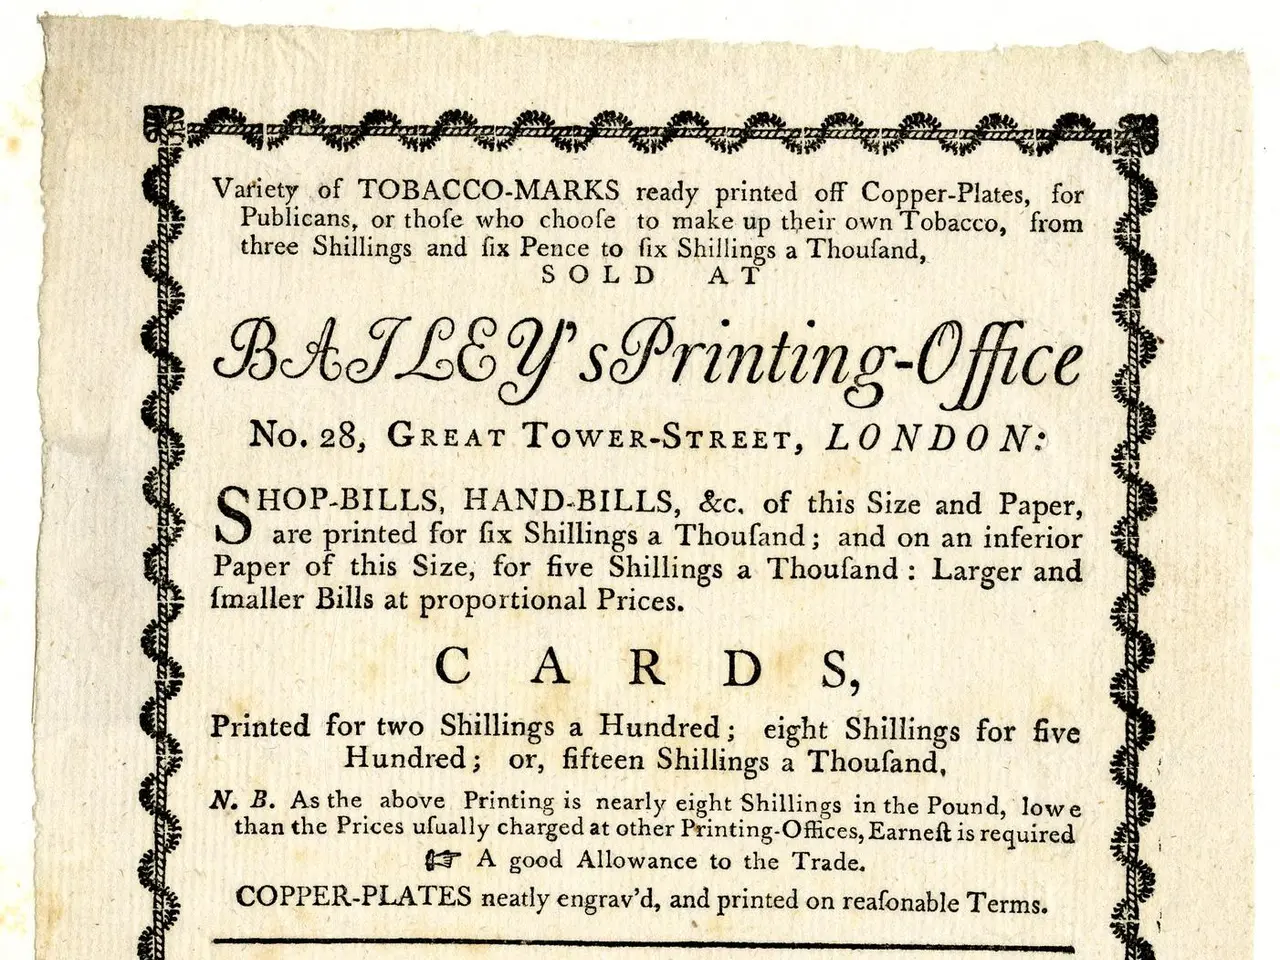 Variety of TOBACCO-MARKS ready printed off Copper-Plates, for
Publicans, or thoſe who chooſe to make up their own Tobacco, from
three Shillings and ſix Pence to ſix Shillings a Thouſand,
SOLD AT
BAILEY's Printing-Office
No. 28, GREAT TOWER-STREET, LONDON:
SHOP-BILLS, HAND-BILLS, &c. of this Size and Paper,
are printed for ſix Shillings a Thouſand; and on an inferior
Paper of this Size, for five Shillings a Thouſand: Larger and
ſmaller Bills at proportional Prices.
CARDS,
Printed for two Shillings a Hundred; eight Shillings for five
Hundred; or, fifteen Shillings a Thouſand,
N. B. As the above Printing is nearly eight Shillings in the Pound, lowe
than the Prices uſually charged at other Printing-Offices, Earneſt is required
☞ A good Allowance to the Trade.
COPPER-PLATES neatly engrav'd, and printed on reaſonable Terms.